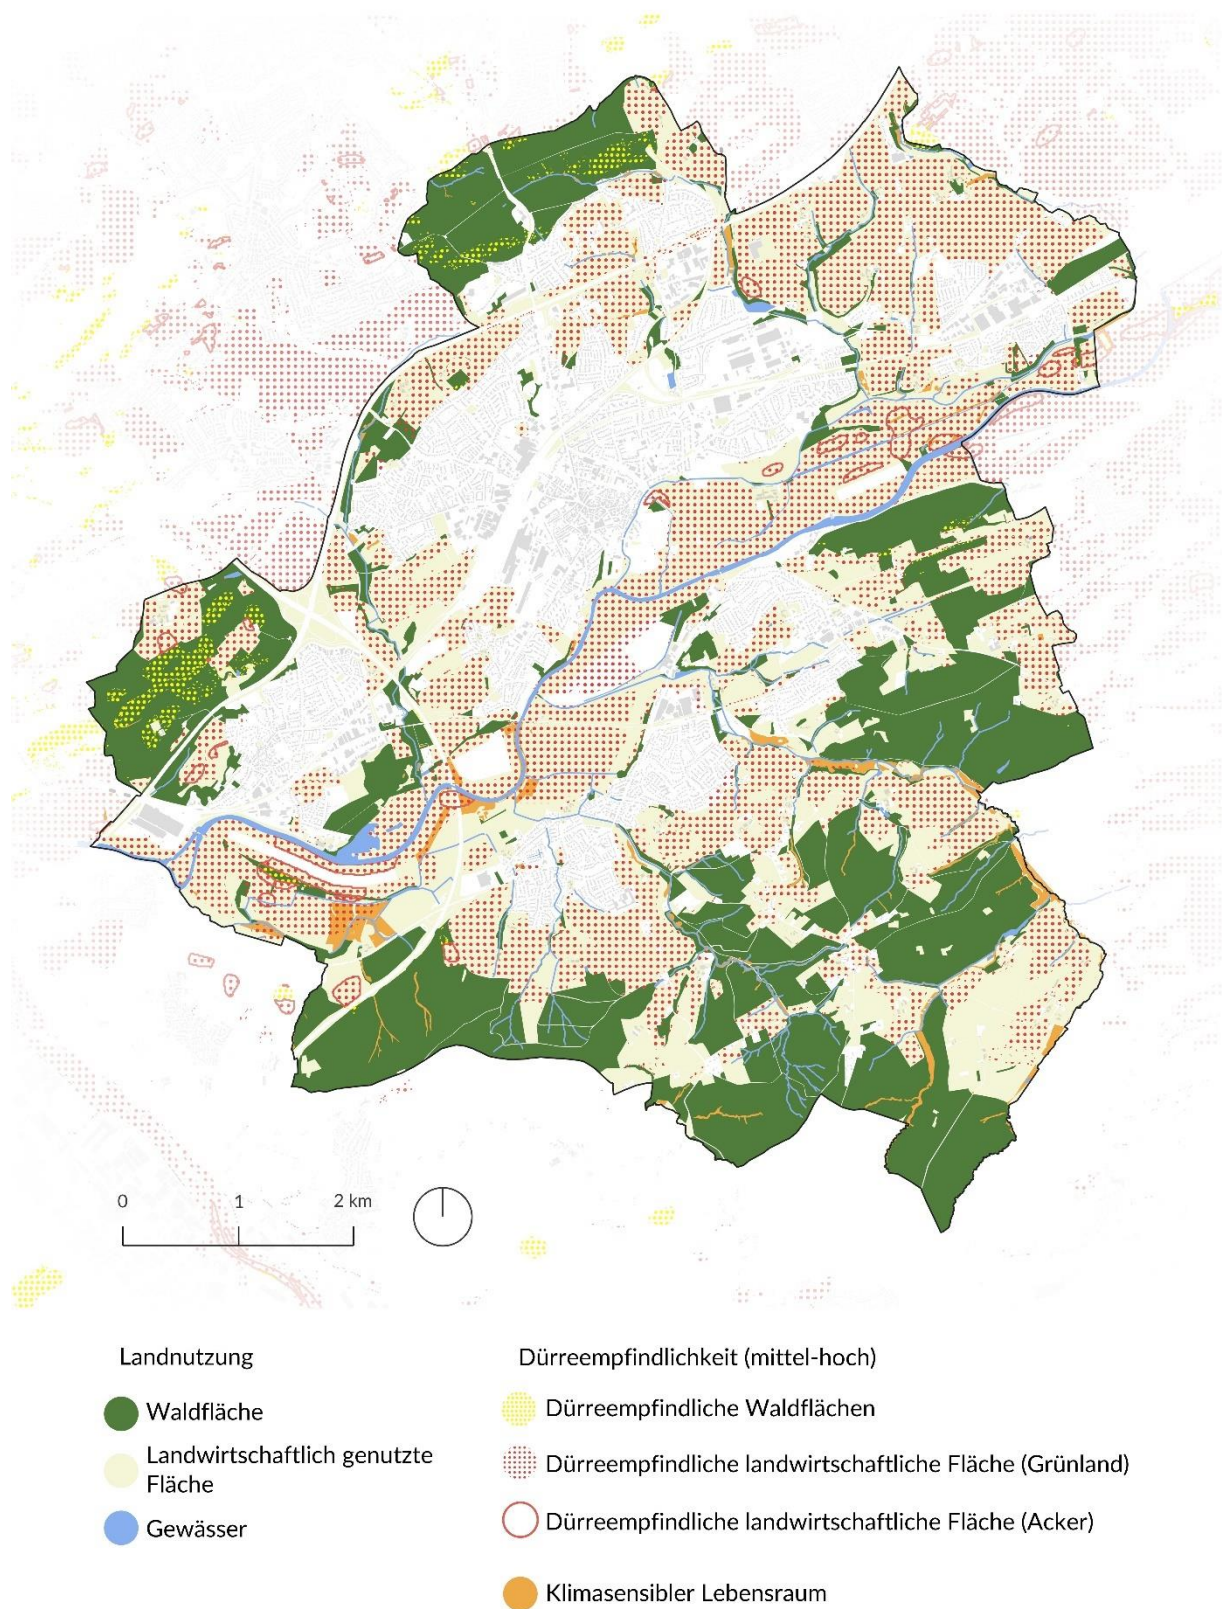 0 1 2 km
Landnutzung
Waldfläche
Landwirtschaftlich genutzte
Fläche
Gewässer
Dürreempfindlichkeit (mittel-hoch)
Dürreempfindliche Waldflächen
Dürreempfindliche landwirtschaftliche Fläche (Grünland)
Dürreempfindliche landwirtschaftliche Fläche (Acker)
Klimasensibler Lebensraum